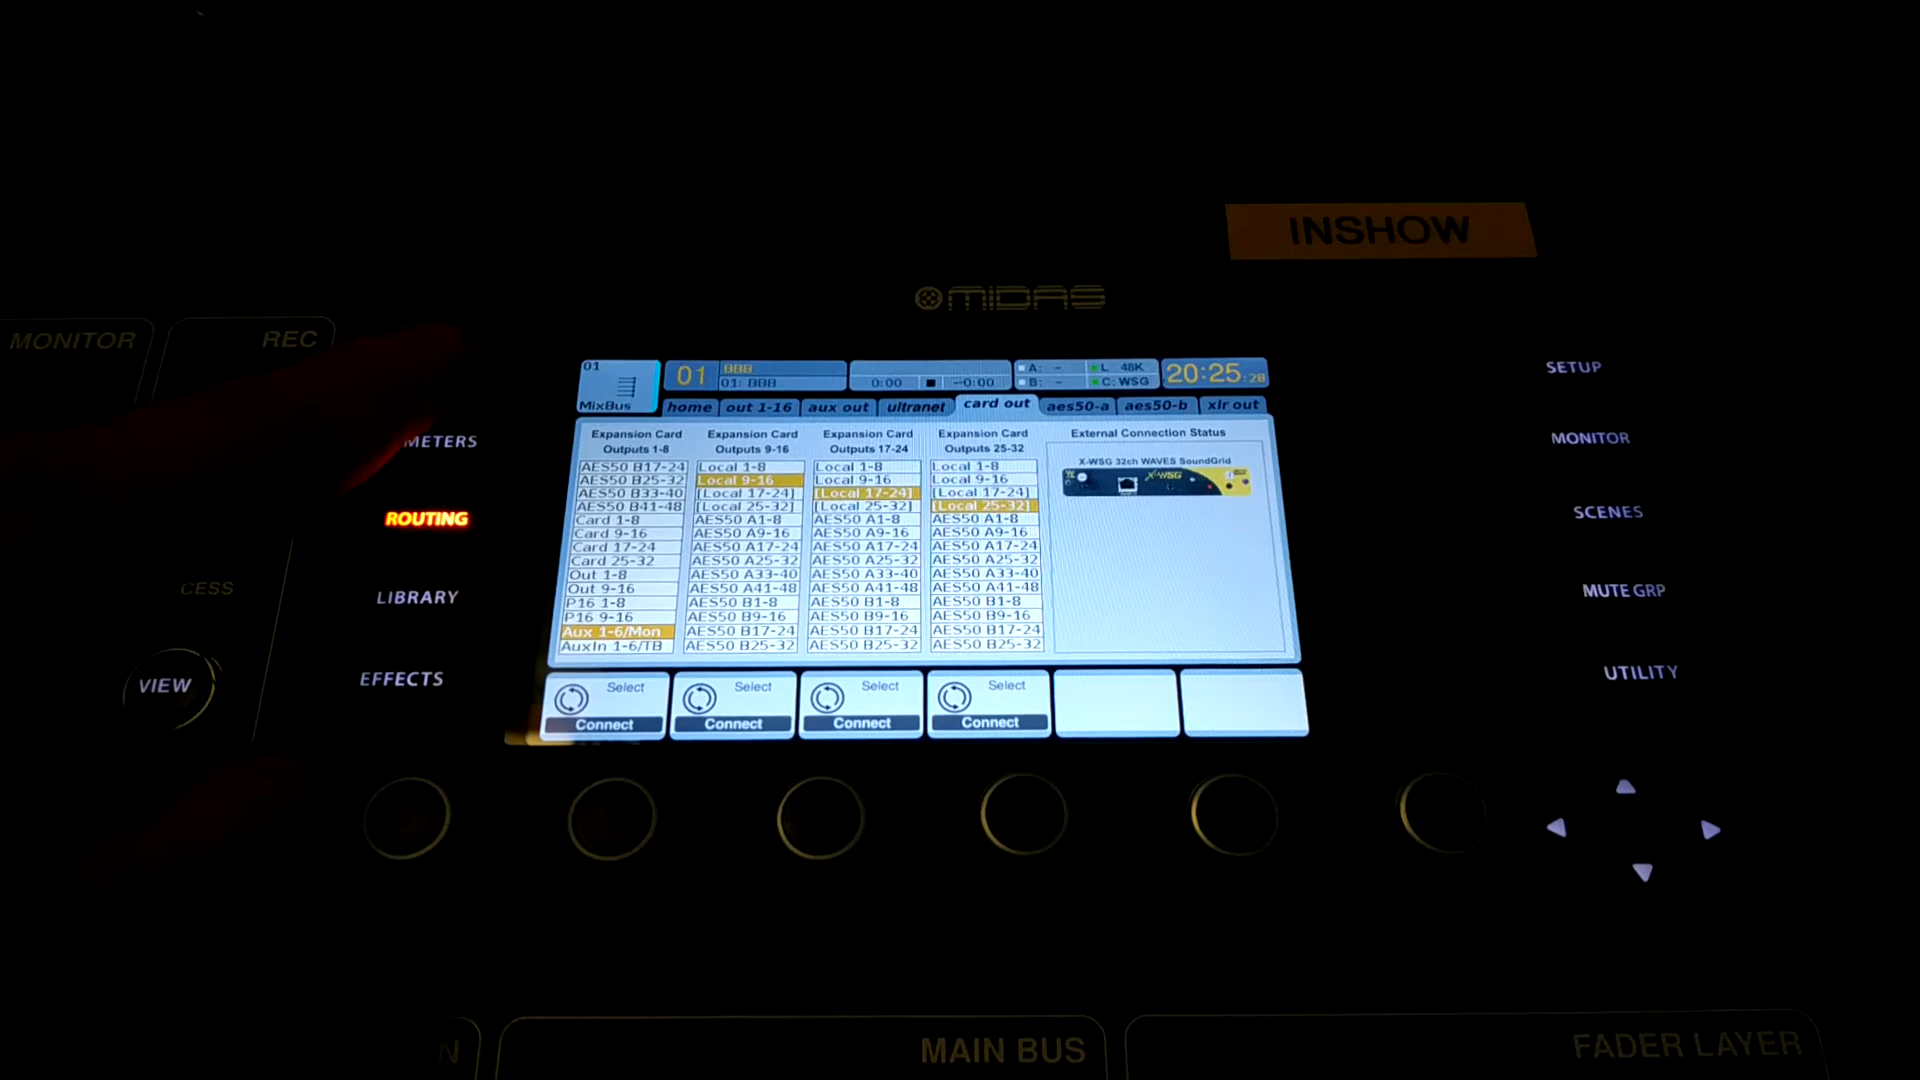 INSHOW
MIDAS
MONITOR
REC
METERS
ROUTING
LIBRARY
EFFECTS
CESS
VIEW
SETUP
MONITOR
SCENES
MUTE GRP
UTILITY
01
MixBus
01
BBB
01: BBB
0:00
--0:00
A: -
B: -
L 48K
C: WSG
20:25:28
home
out 1-16
aux out
ultranet
card out
aes50-a
aes50-b
xlr out
Expansion Card
Outputs 1-8
AES50 B17-24
AES50 B25-32
AES50 B33-40
AES50 B41-48
Card 1-8
Card 9-16
Card 17-24
Card 25-32
Out 1-8
Out 9-16
P16 1-8
P16 9-16
Aux 1-6/Mon
AuxIn 1-6/TB
Expansion Card
Outputs 9-16
Local 1-8
Local 9-16
[Local 17-24]
[Local 25-32]
AES50 A1-8
AES50 A9-16
AES50 A17-24
AES50 A25-32
AES50 A33-40
AES50 A41-48
AES50 B1-8
AES50 B9-16
AES50 B17-24
AES50 B25-32
Expansion Card
Outputs 17-24
Local 1-8
Local 9-16
[Local 17-24]
[Local 25-32]
AES50 A1-8
AES50 A9-16
AES50 A17-24
AES50 A25-32
AES50 A33-40
AES50 A41-48
AES50 B1-8
AES50 B9-16
AES50 B17-24
AES50 B25-32
Expansion Card
Outputs 25-32
Local 1-8
Local 9-16
[Local 17-24]
[Local 25-32]
AES50 A1-8
AES50 A9-16
AES50 A17-24
AES50 A25-32
AES50 A33-40
AES50 A41-48
AES50 B1-8
AES50 B9-16
AES50 B17-24
AES50 B25-32
External Connection Status
X-WSG 32ch WAVES SoundGrid
X-WSG
Select
Connect
Select
Connect
Select
Connect
Select
Connect
N
MAIN BUS
FADER LAYER